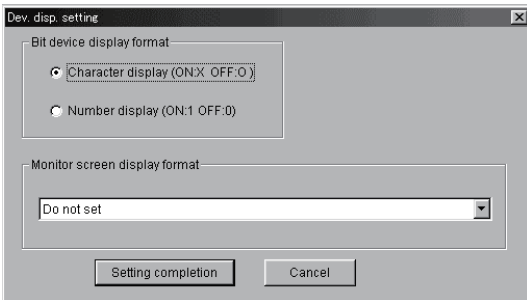 Dev. disp. setting
Bit device display format
Character display (ON:X OFF:O )
Number display (ON:1 OFF:0)
Monitor screen display format
Do not set
Setting completion
Cancel